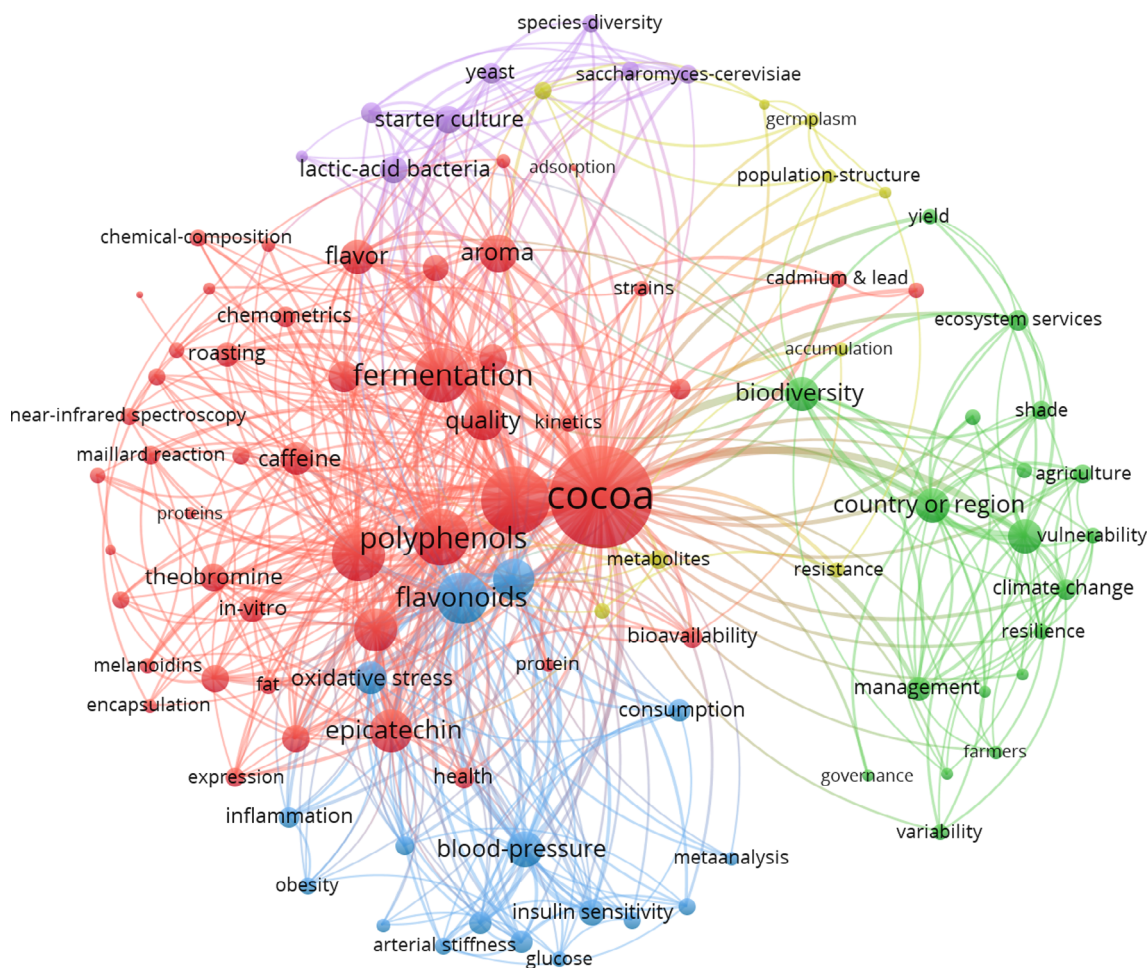 species-diversity
yeast
saccharomyces-cerevisiae
starter culture
germplasm
lactic-acid bacteria
adsorption
population-structure
yield
chemical-composition
flavor
aroma
strains
cadmium & lead
chemometrics
ecosystem services
roasting
accumulation
fermentation
biodiversity
near-infrared spectroscopy
quality
kinetics
shade
maillard reaction
caffeine
agriculture
cocoa
country or region
proteins
polyphenols
vulnerability
metabolites
resistance
theobromine
flavonoids
climate change
in-vitro
bioavailability
resilience
melanoidins
protein
fat
oxidative stress
management
encapsulation
consumption
epicatechin
farmers
expression
health
governance
inflammation
variability
blood-pressure
metaanalysis
obesity
insulin sensitivity
arterial stiffness
glucose